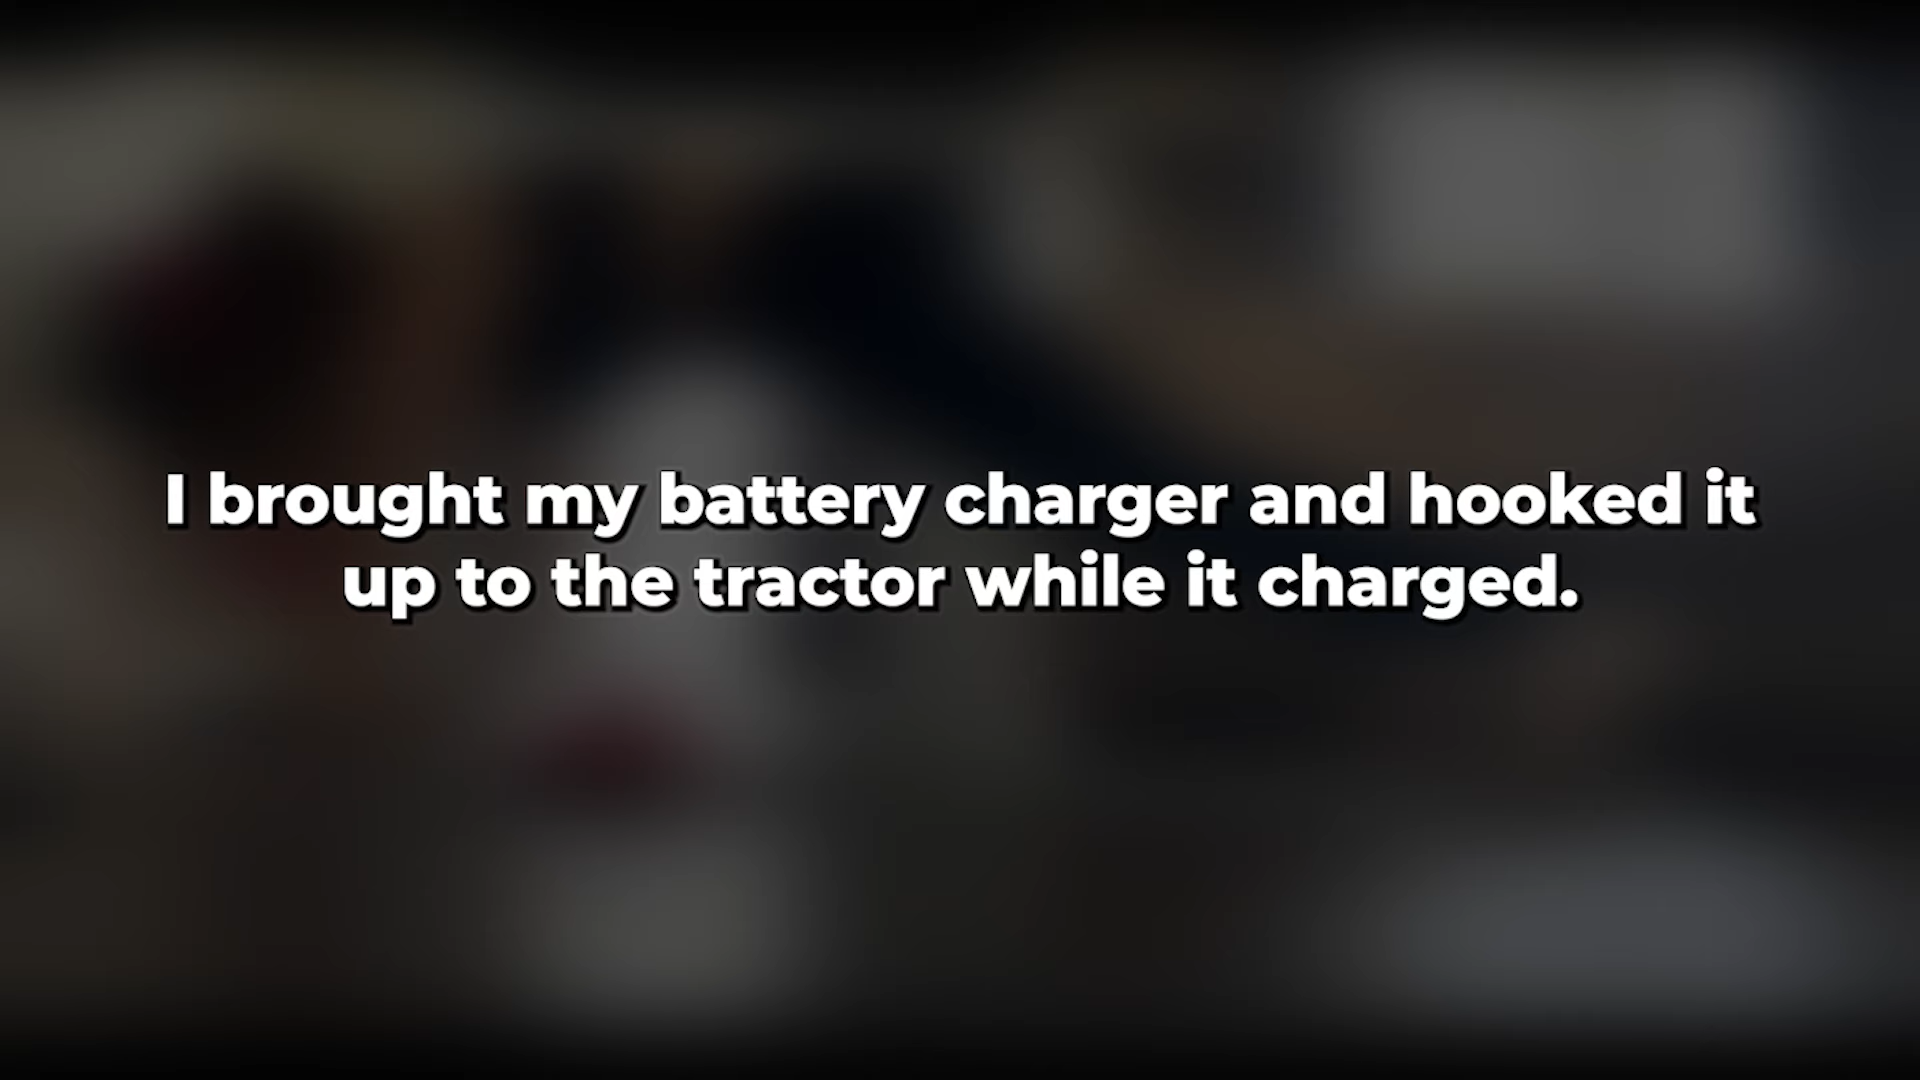 I brought my battery charger and hooked it
up to the tractor while it charged.